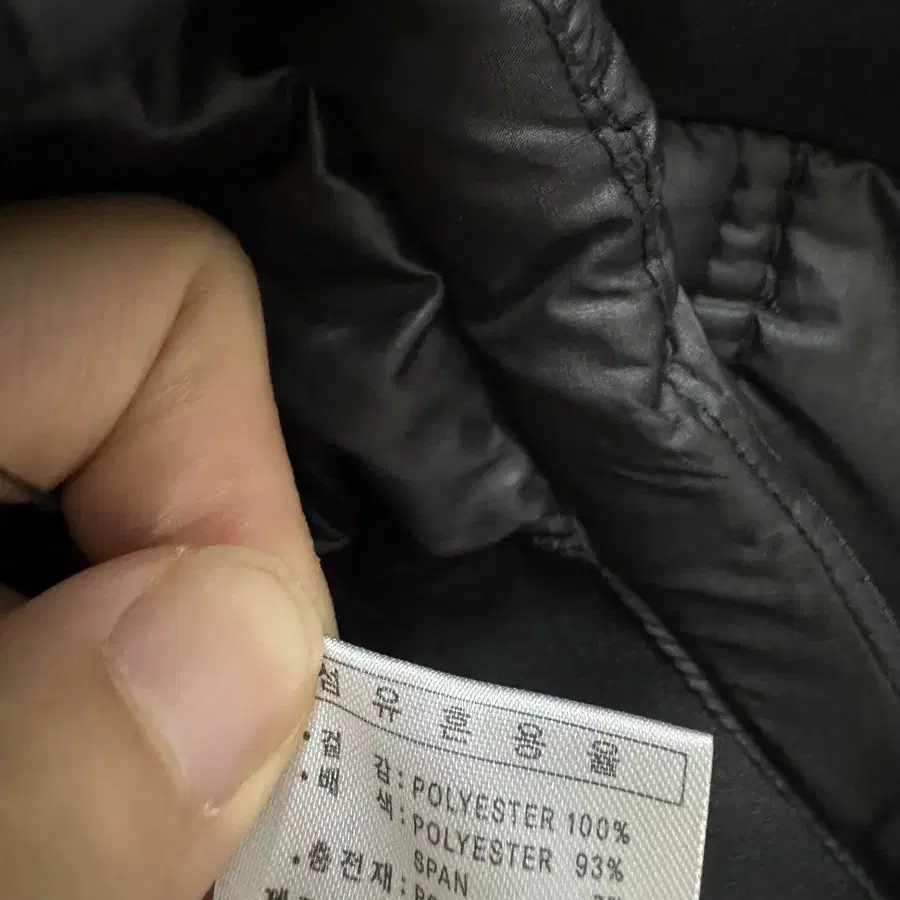 섬 유 혼 용 율
·겉 감 : POLYESTER 100%
·배 색 : POLYESTER 93%
SPAN
·충전재 :